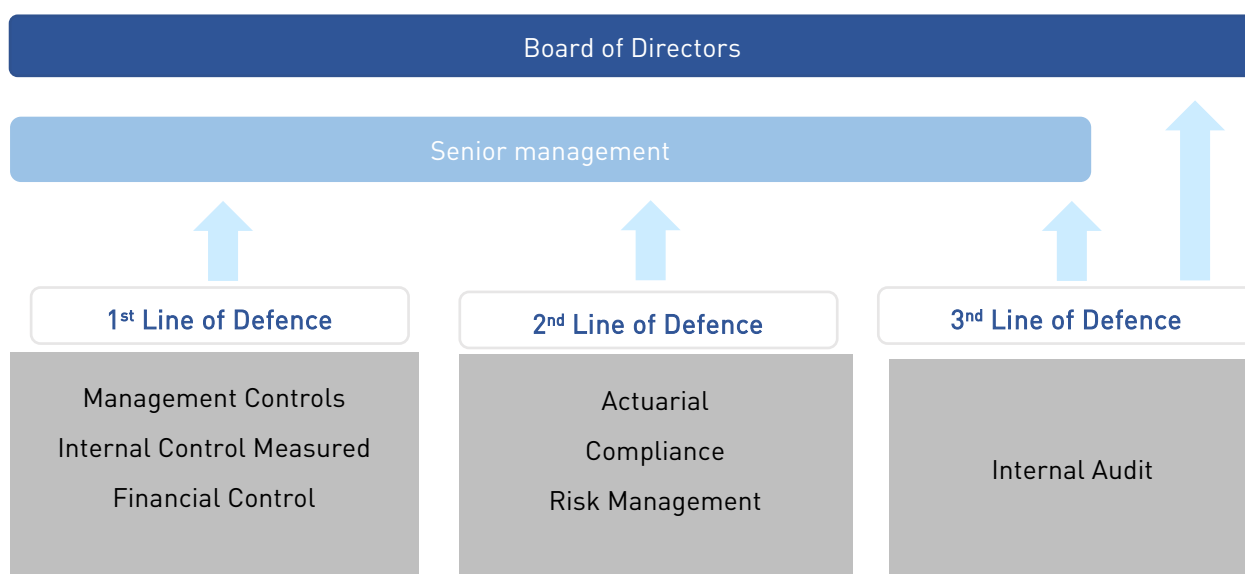 Board of Directors
Senior management
1st Line of Defence
2nd Line of Defence
3nd Line of Defence
Management Controls
Internal Control Measured
Financial Control
Actuarial
Compliance
Risk Management
Internal Audit